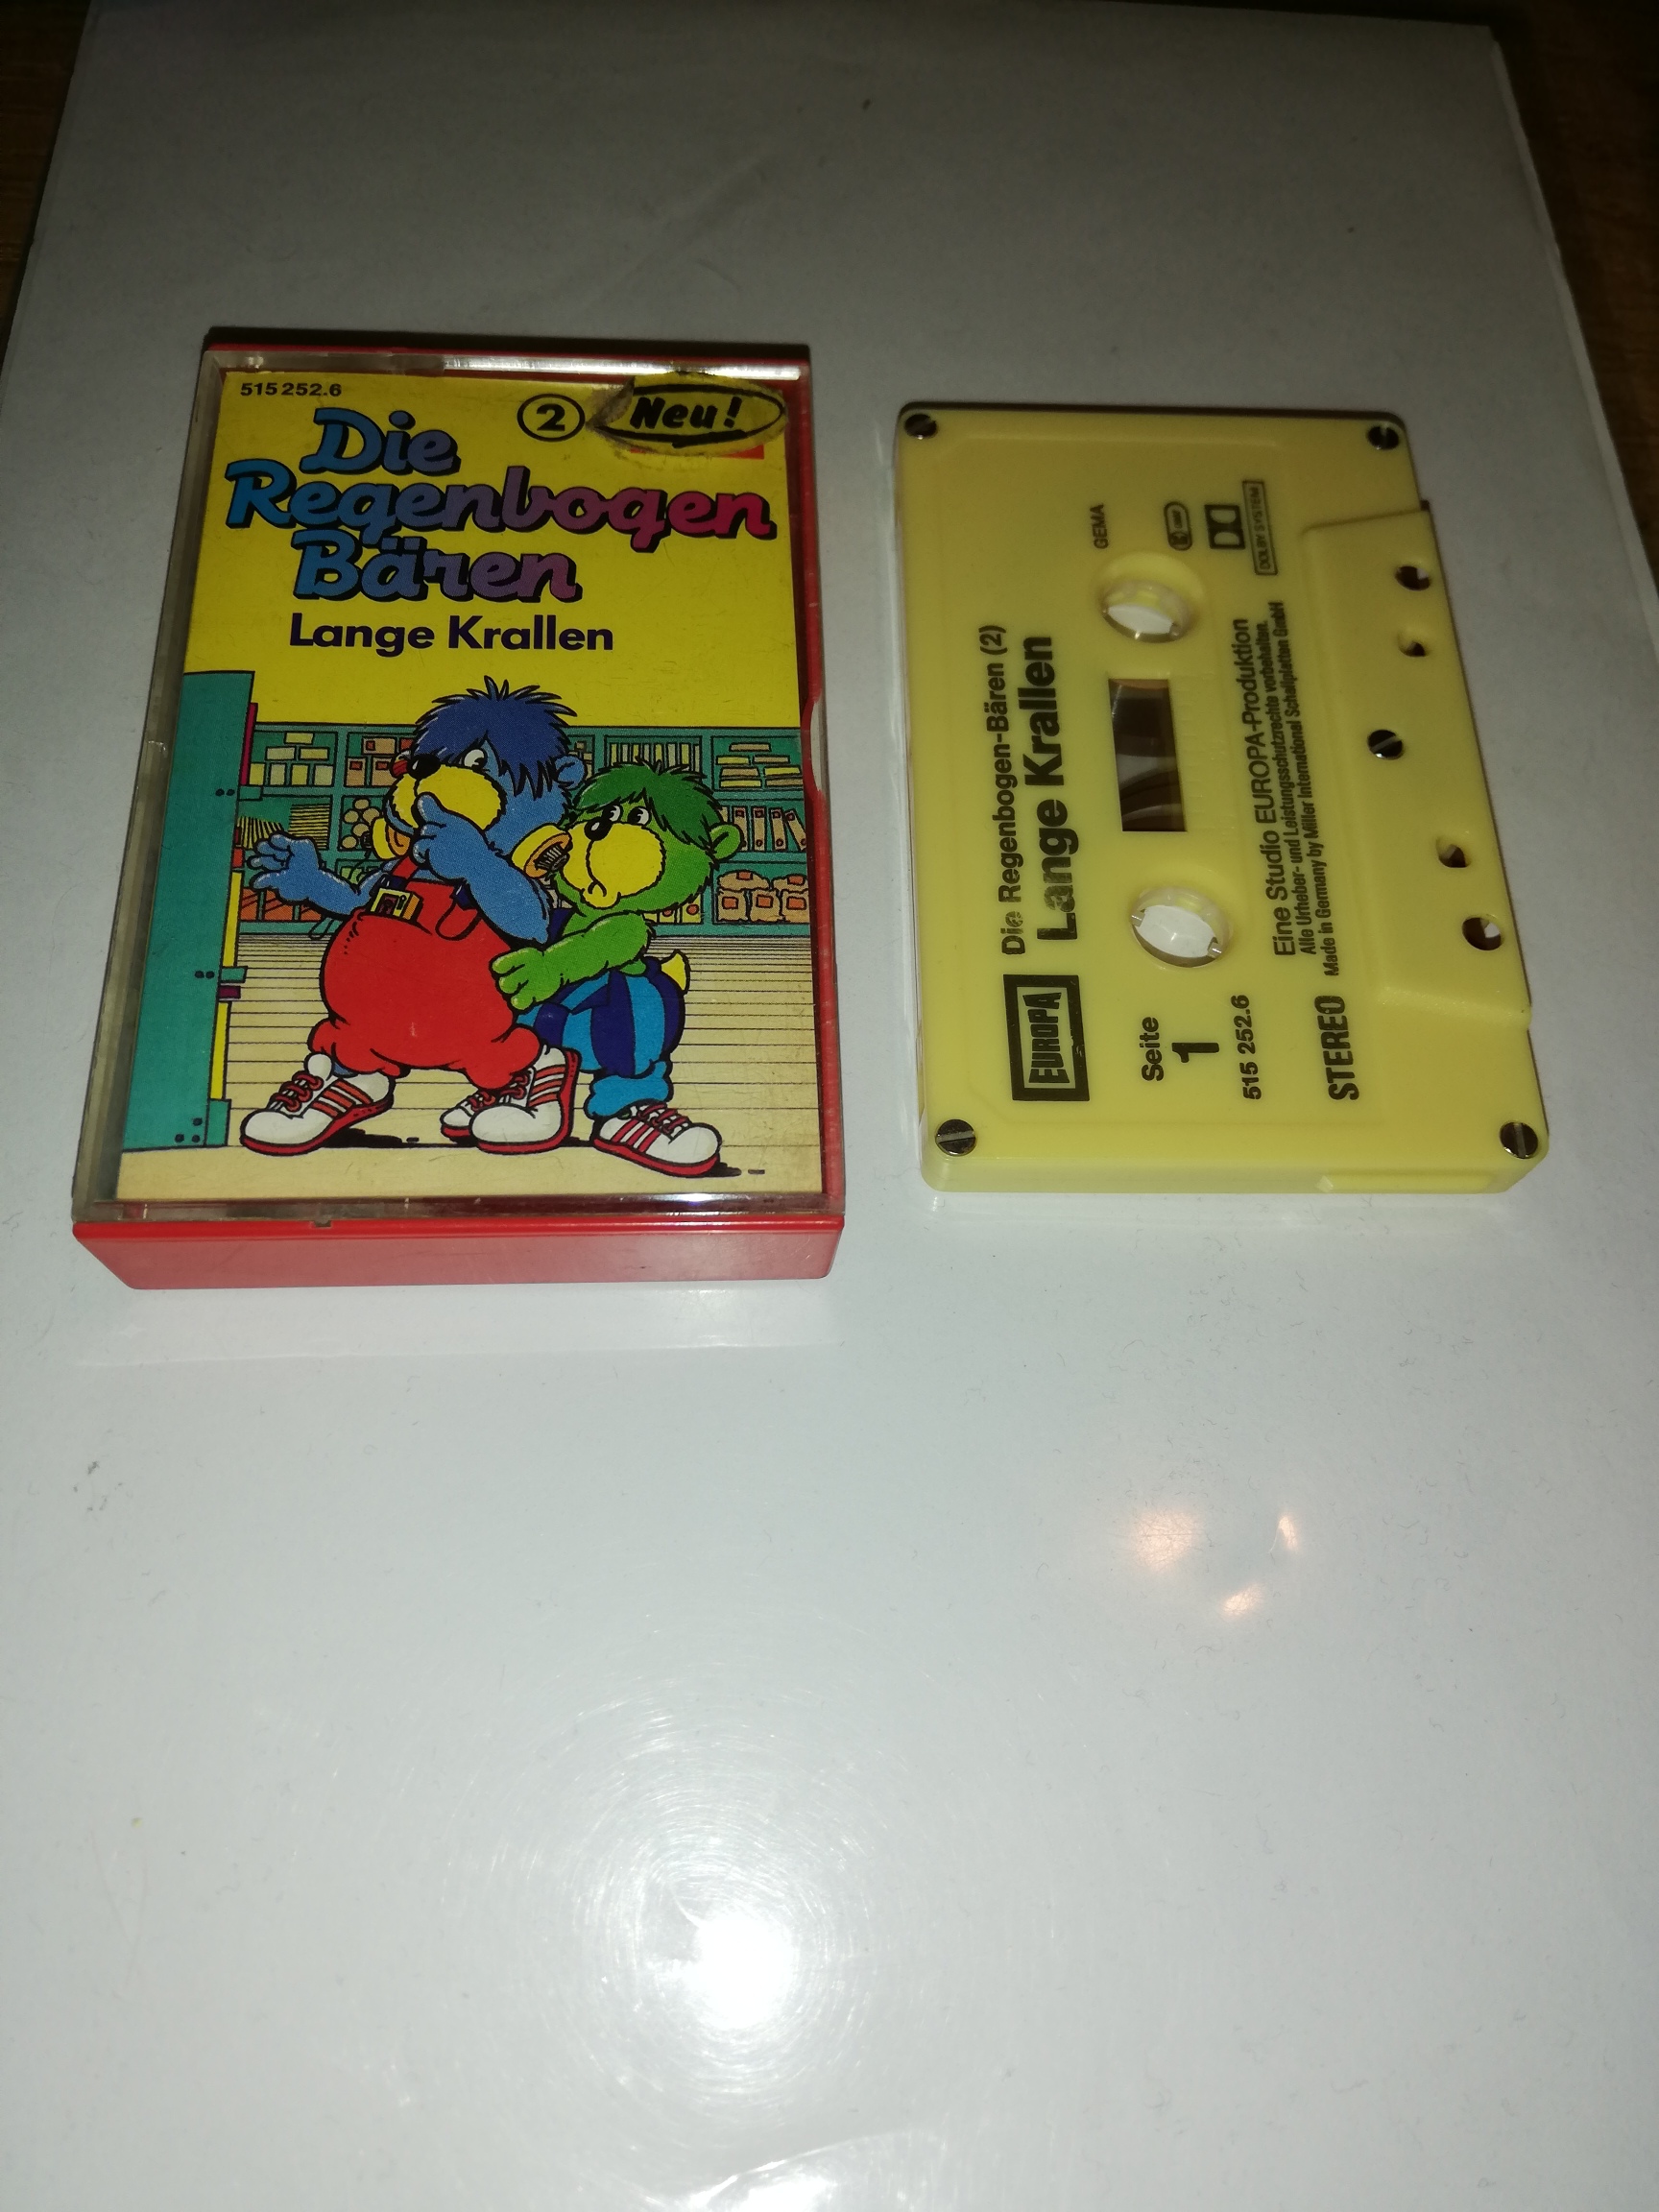 515 252.6
2
Neu!
Die
Regenbogen
Bären
Lange Krallen
EUROPA
Die Regenbogen-Bären (2)
Lange Krallen
Seite
1
515 252.6
STEREO
GEMA
DOLBY SYSTEM
Eine Studio EUROPA-Produktion
Alle Urheber- und Leistungsschutzrechte vorbehalten.
Made in Germany by Miller International Schallplatten GmbH